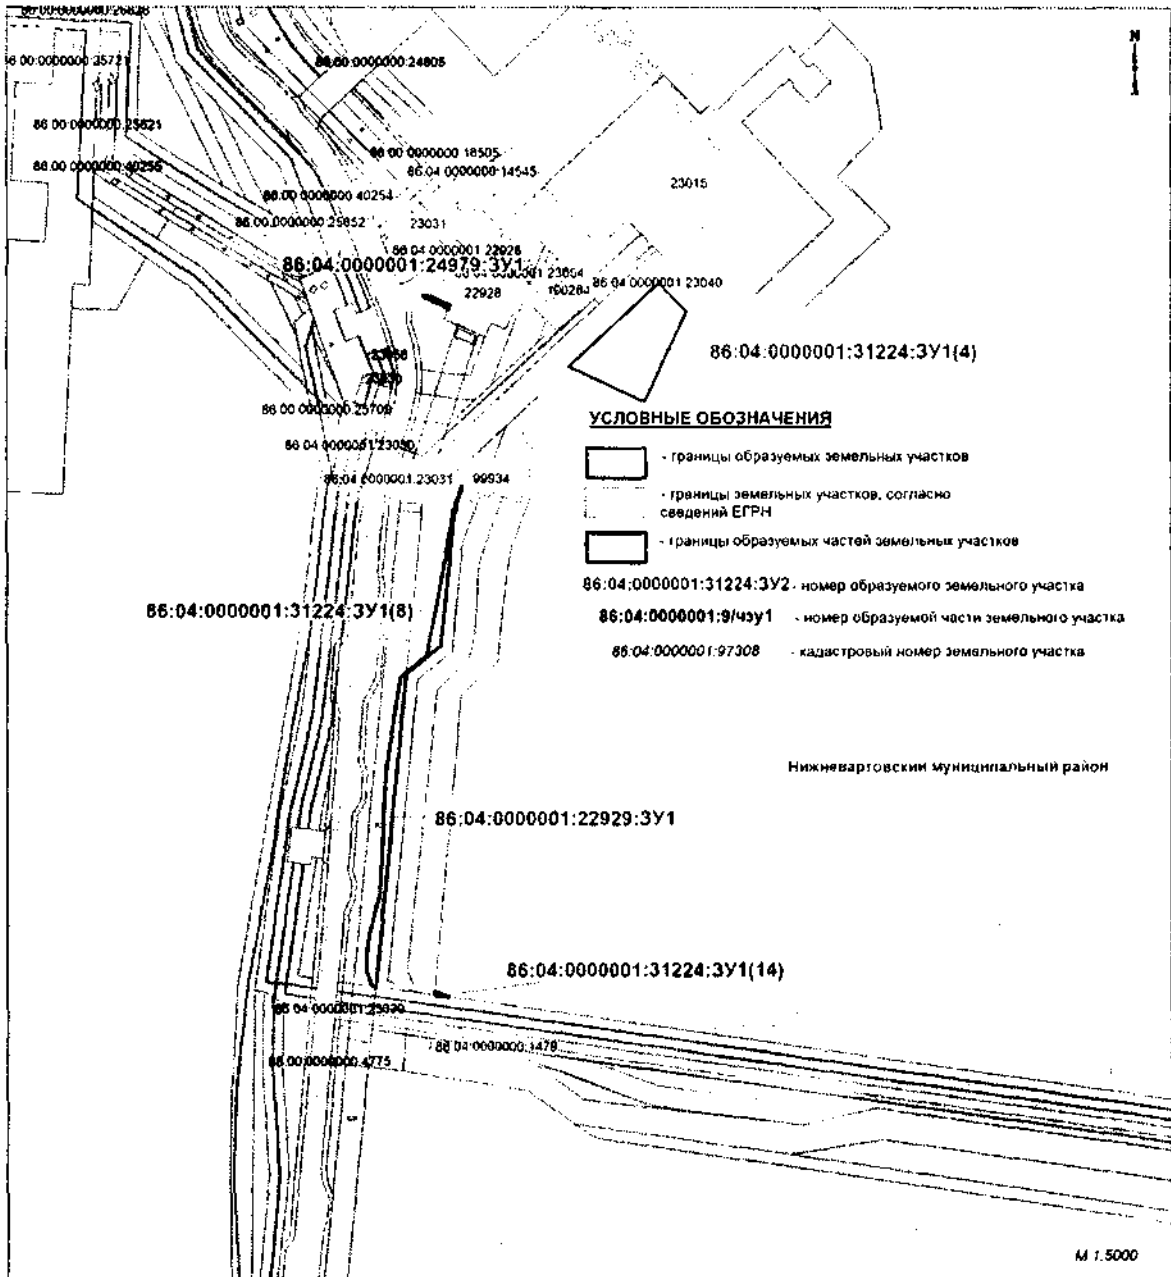 N
86:00:0000000:24805
86:00:0000000:25621
86:00:0000000:40255
86:00:0000000:18505
86:04:0000000:14545
23015
86:00:0000000:40254
86:00:0000000:25852
23031
86:04:0000001:22926
86:04:0000001:24979:ЗУ1
22928
86:04:0000001:23040
86:04:0000001:31224:ЗУ1(4)
86:00:0000000:25709
УСЛОВНЫЕ ОБОЗНАЧЕНИЯ
- границы образуемых земельных участков
86:04:0000001:23031
99934
- границы земельных участков, согласно
сведений ЕГРН
- границы образуемых частей земельных участков
86:04:0000001:31224:ЗУ2 - номер образуемого земельного участка
86:04:0000001:31224:ЗУ1(8)
86:04:0000001:9/чзу1 - номер образуемой части земельного участка
86:04:0000001:97308 - кадастровый номер земельного участка
Нижневартовский муниципальный район
86:04:0000001:22929:ЗУ1
86:04:0000001:31224:ЗУ1(14)
86:00:0000000:4775
М 1:5000